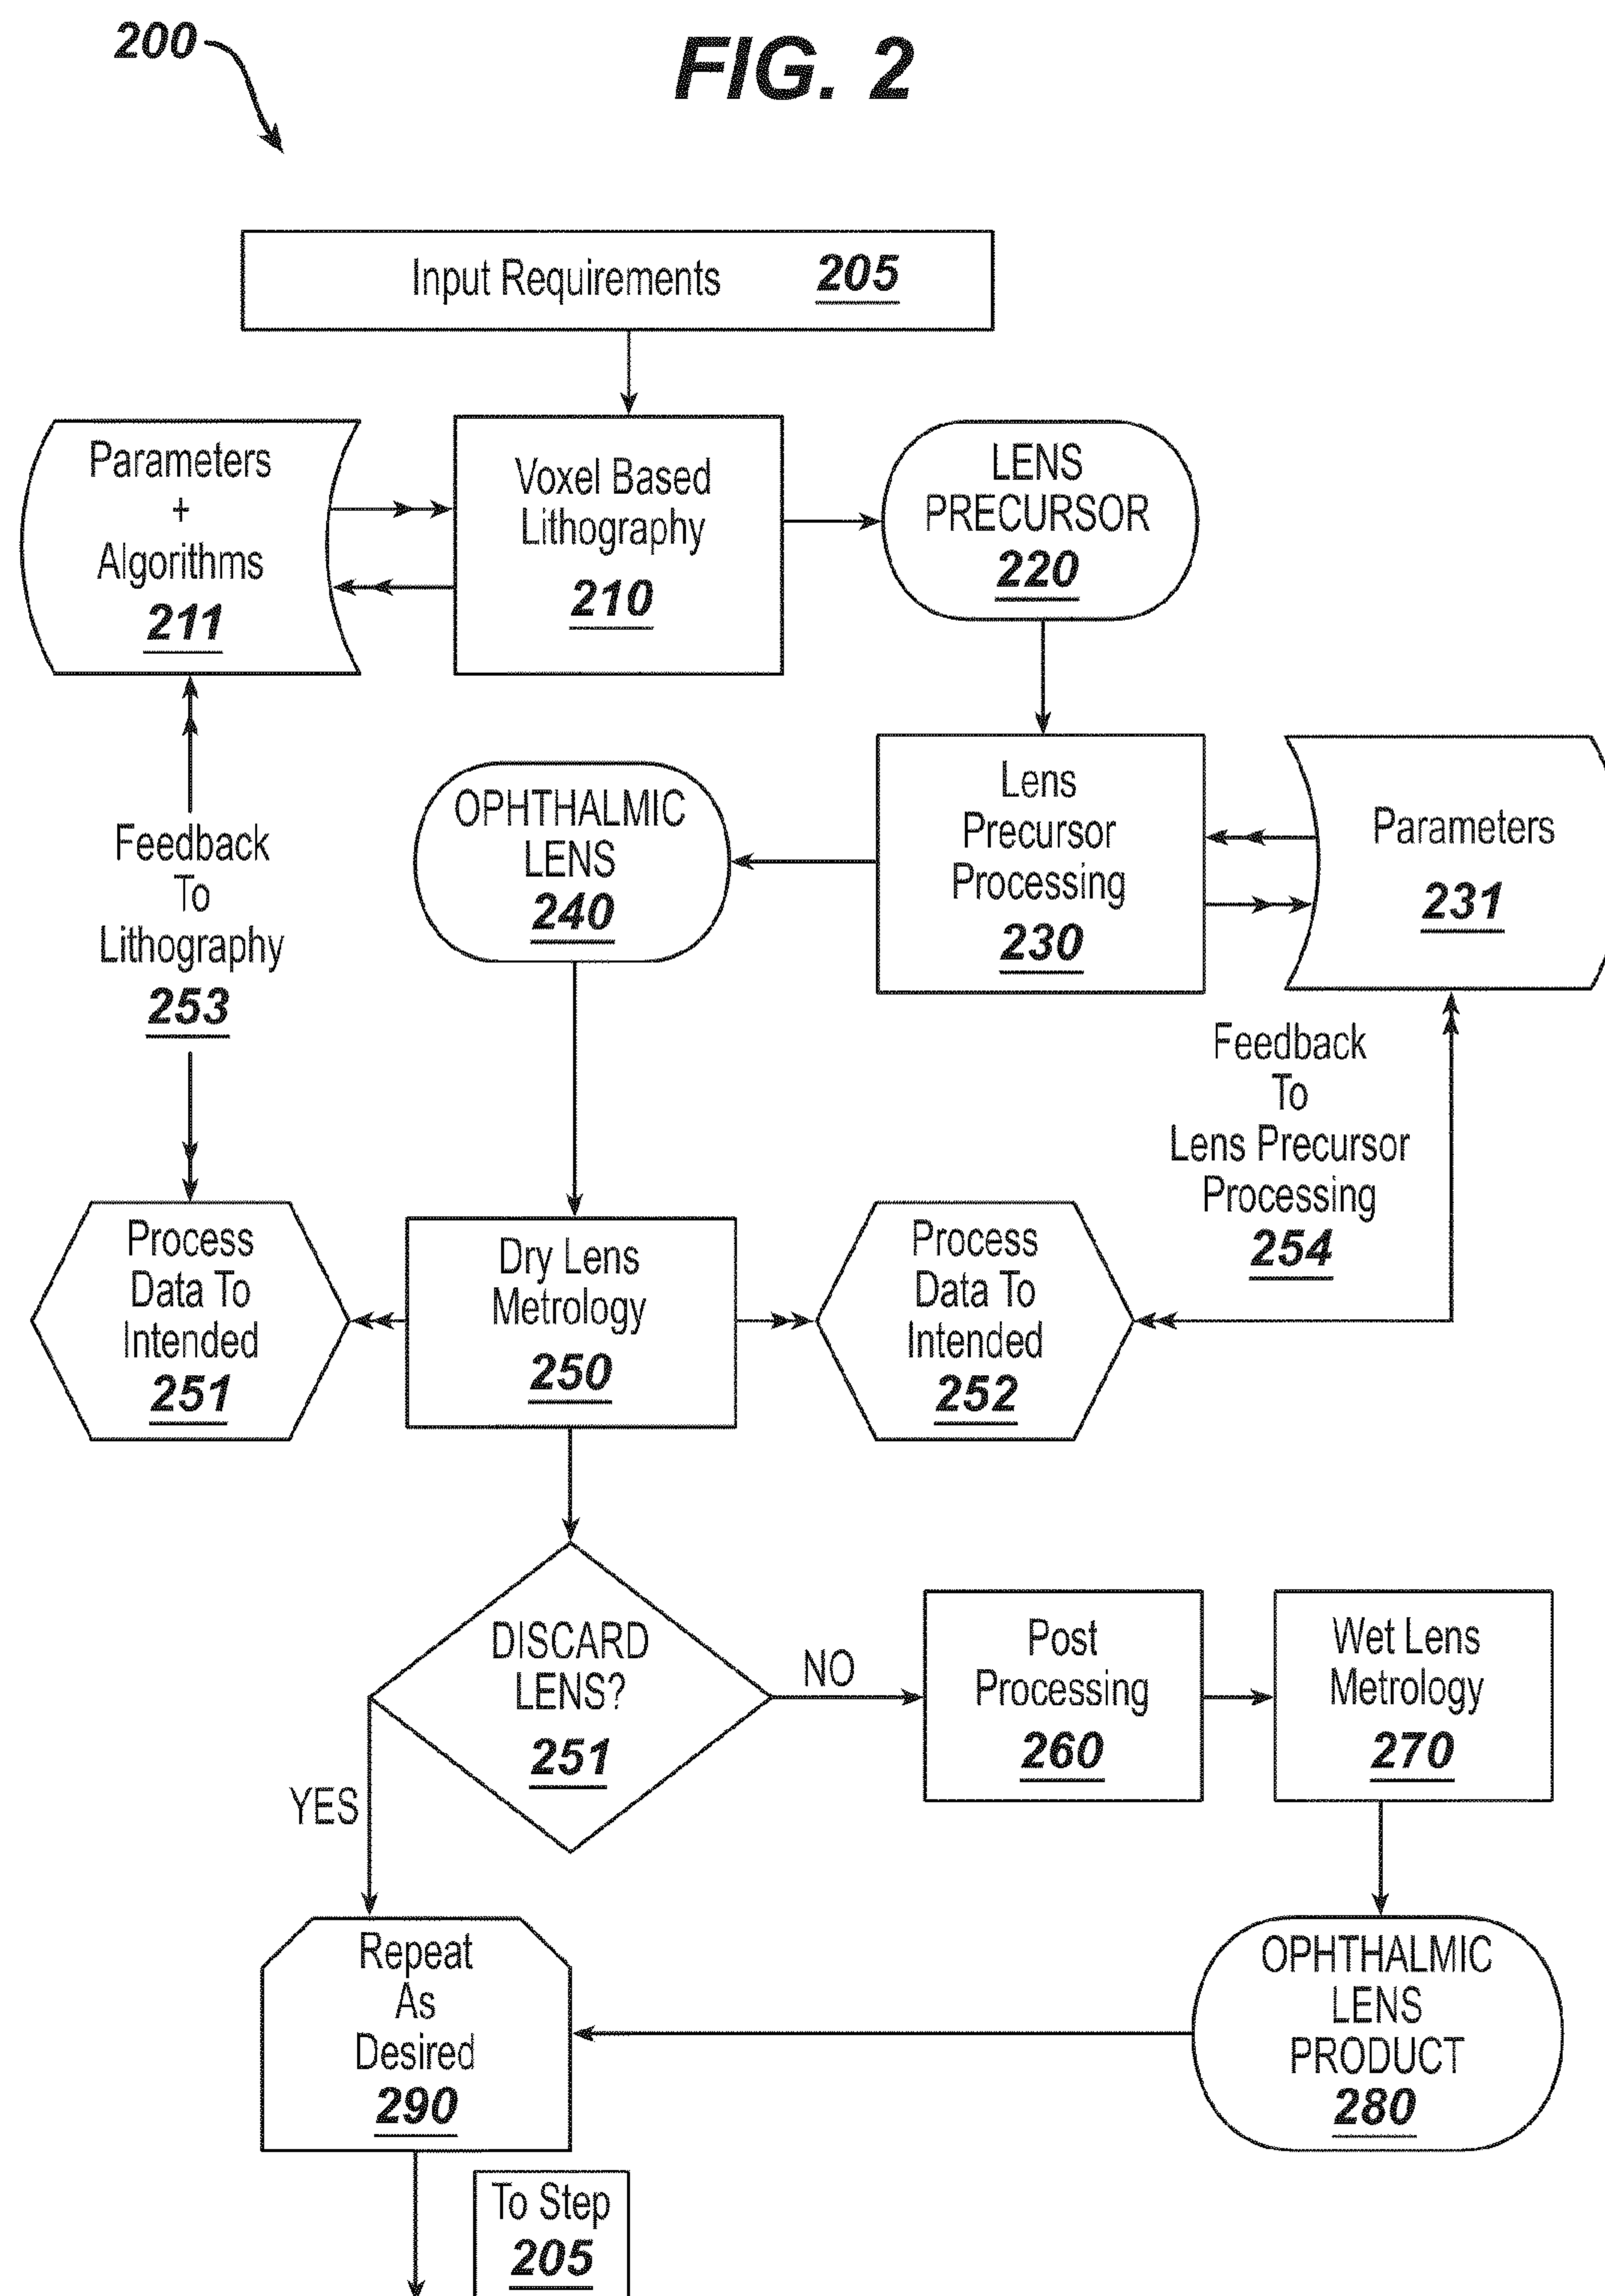 200
FIG. 2
Input Requirements 205
Parameters
+
Algorithms
211
Voxel Based
Lithography
210
LENS
PRECURSOR
220
OPHTHALMIC
LENS
240
Lens
Precursor
Processing
230
Parameters
231
Feedback
To
Lithography
253
Feedback
To
Lens Precursor
Processing
254
Process
Data To
Intended
251
Dry Lens
Metrology
250
Process
Data To
Intended
252
DISCARD
LENS?
251
NO
YES
Post
Processing
260
Wet Lens
Metrology
270
Repeat
As
Desired
290
OPHTHALMIC
LENS
PRODUCT
280
To Step
205